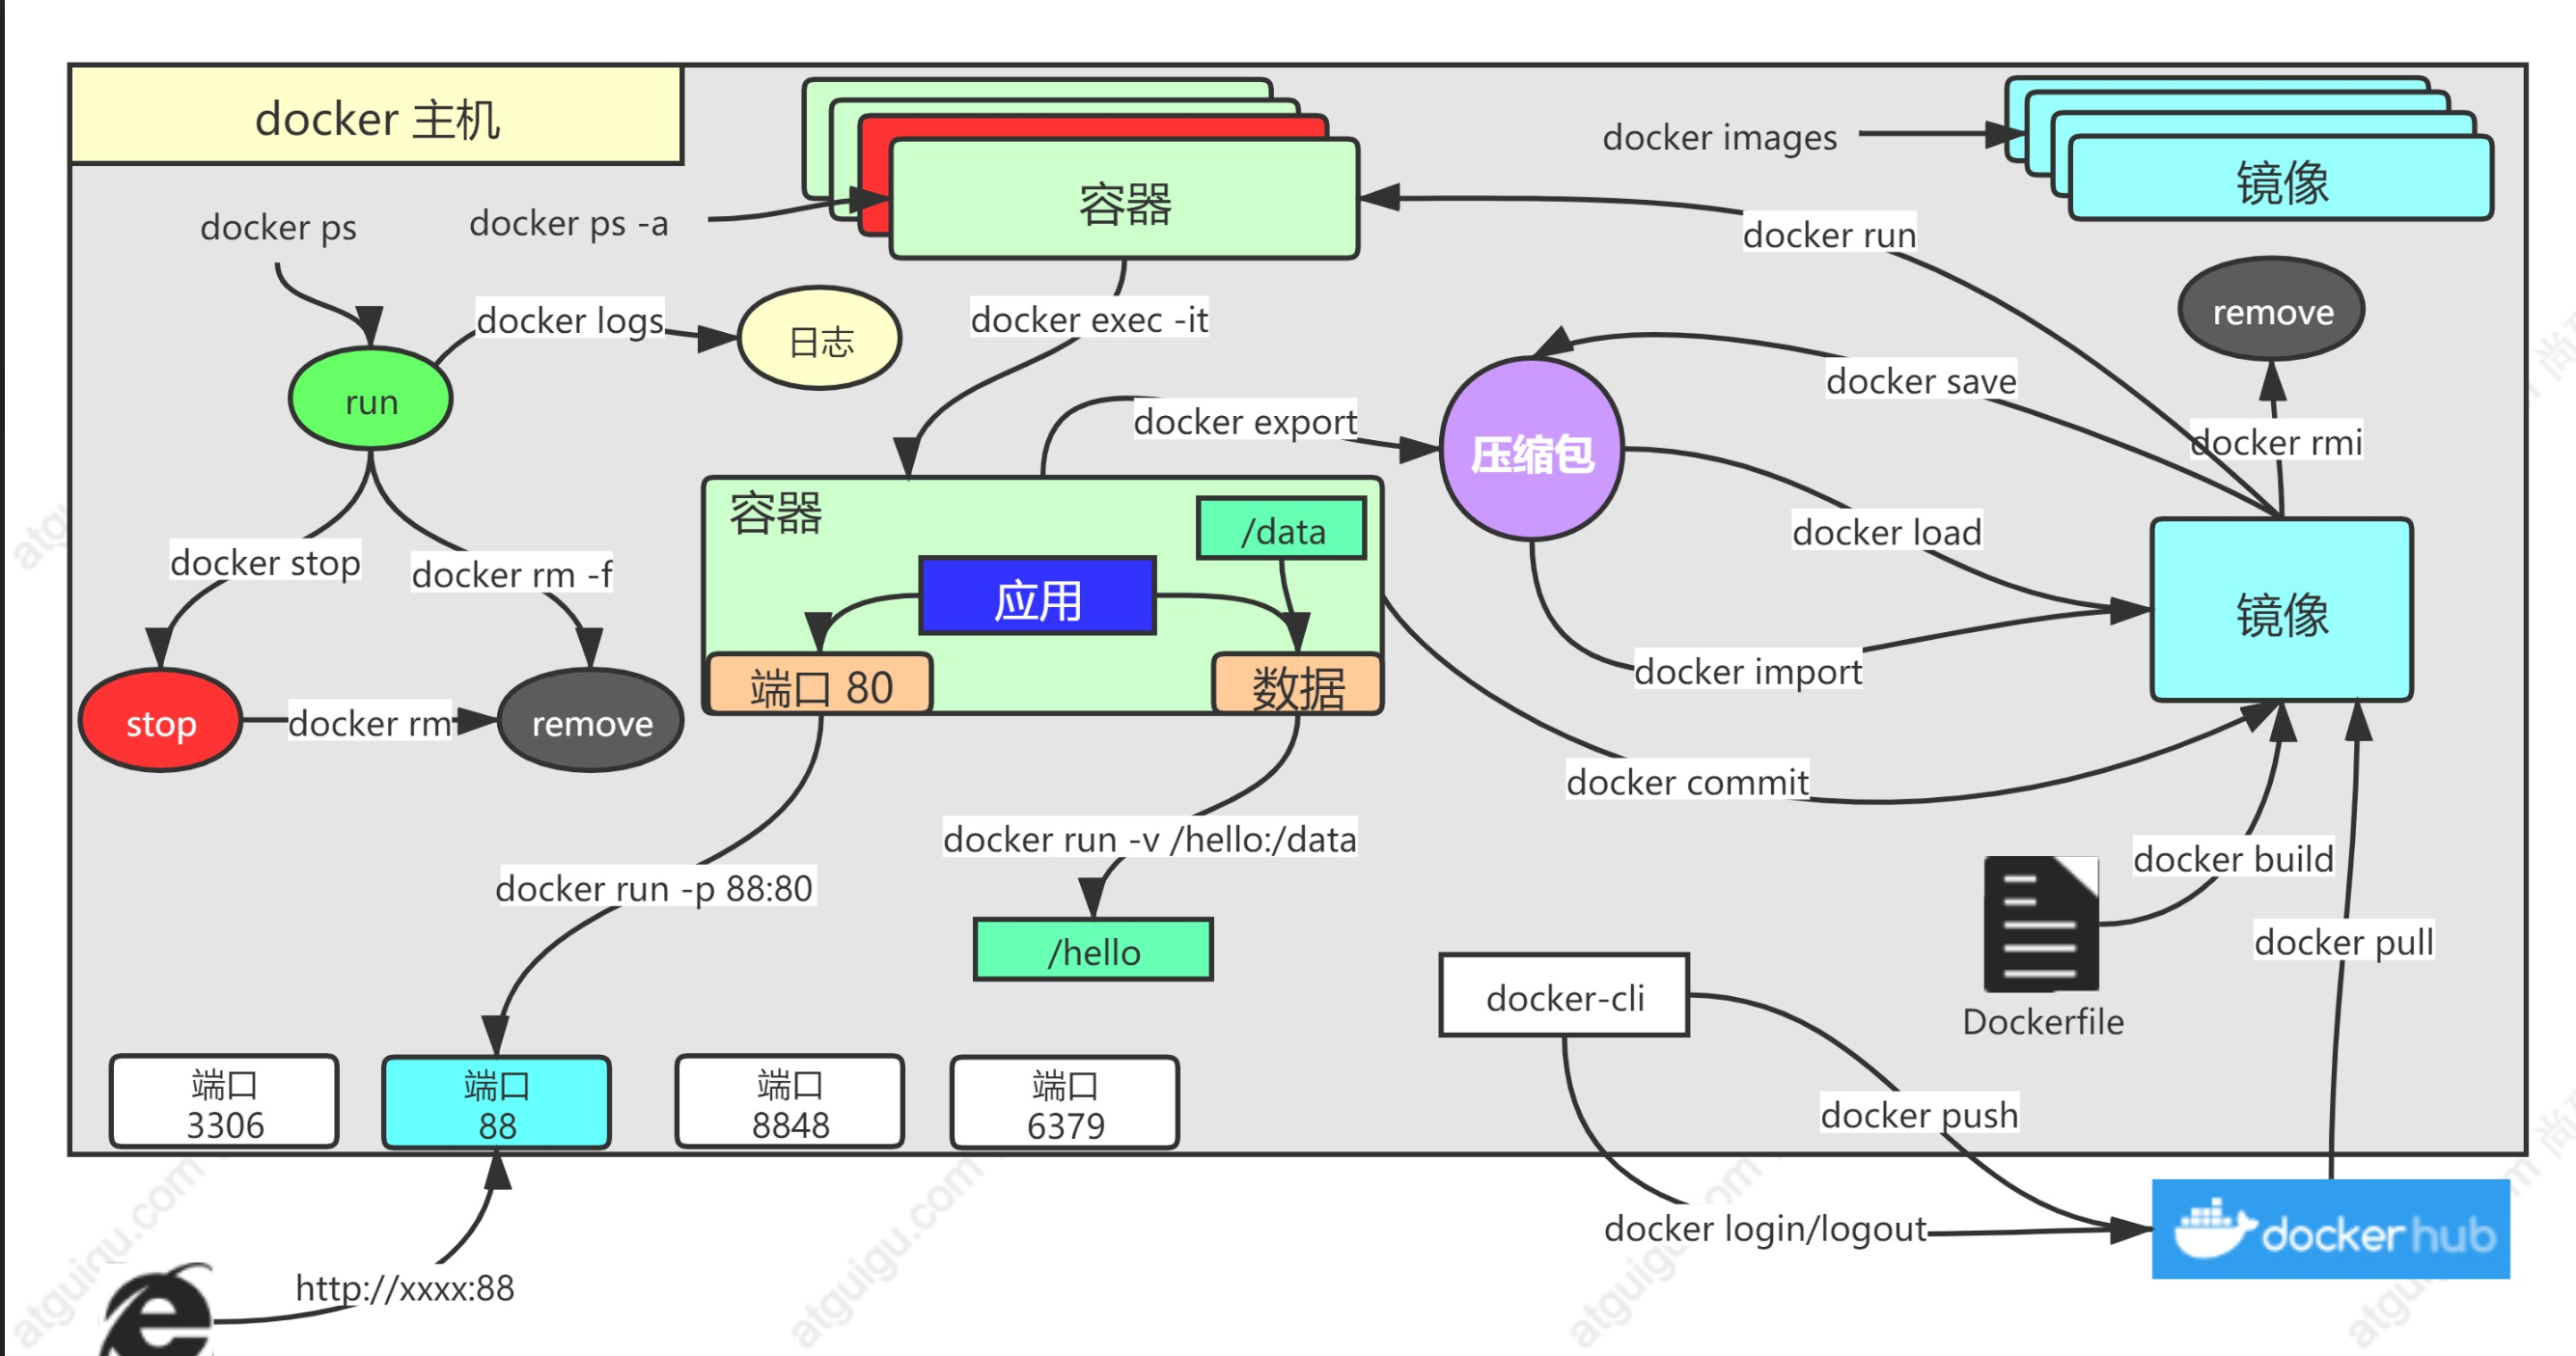 docker 主机
容器
docker images
镜像
docker ps
docker ps -a
docker run
docker logs
日志
docker exec -it
remove
run
docker export
压缩包
docker save
docker rmi
容器
/data
docker load
docker stop
docker rm -f
应用
镜像
端口 80
数据
docker import
stop
docker rm
remove
docker commit
docker run -v /hello:/data
docker run -p 88:80
docker build
/hello
docker pull
docker-cli
Dockerfile
端口
3306
端口
88
端口
8848
端口
6379
docker push
docker login/logout
docker hub
http://xxxx:88
atguigu.com
atguigu.com
atguigu.com